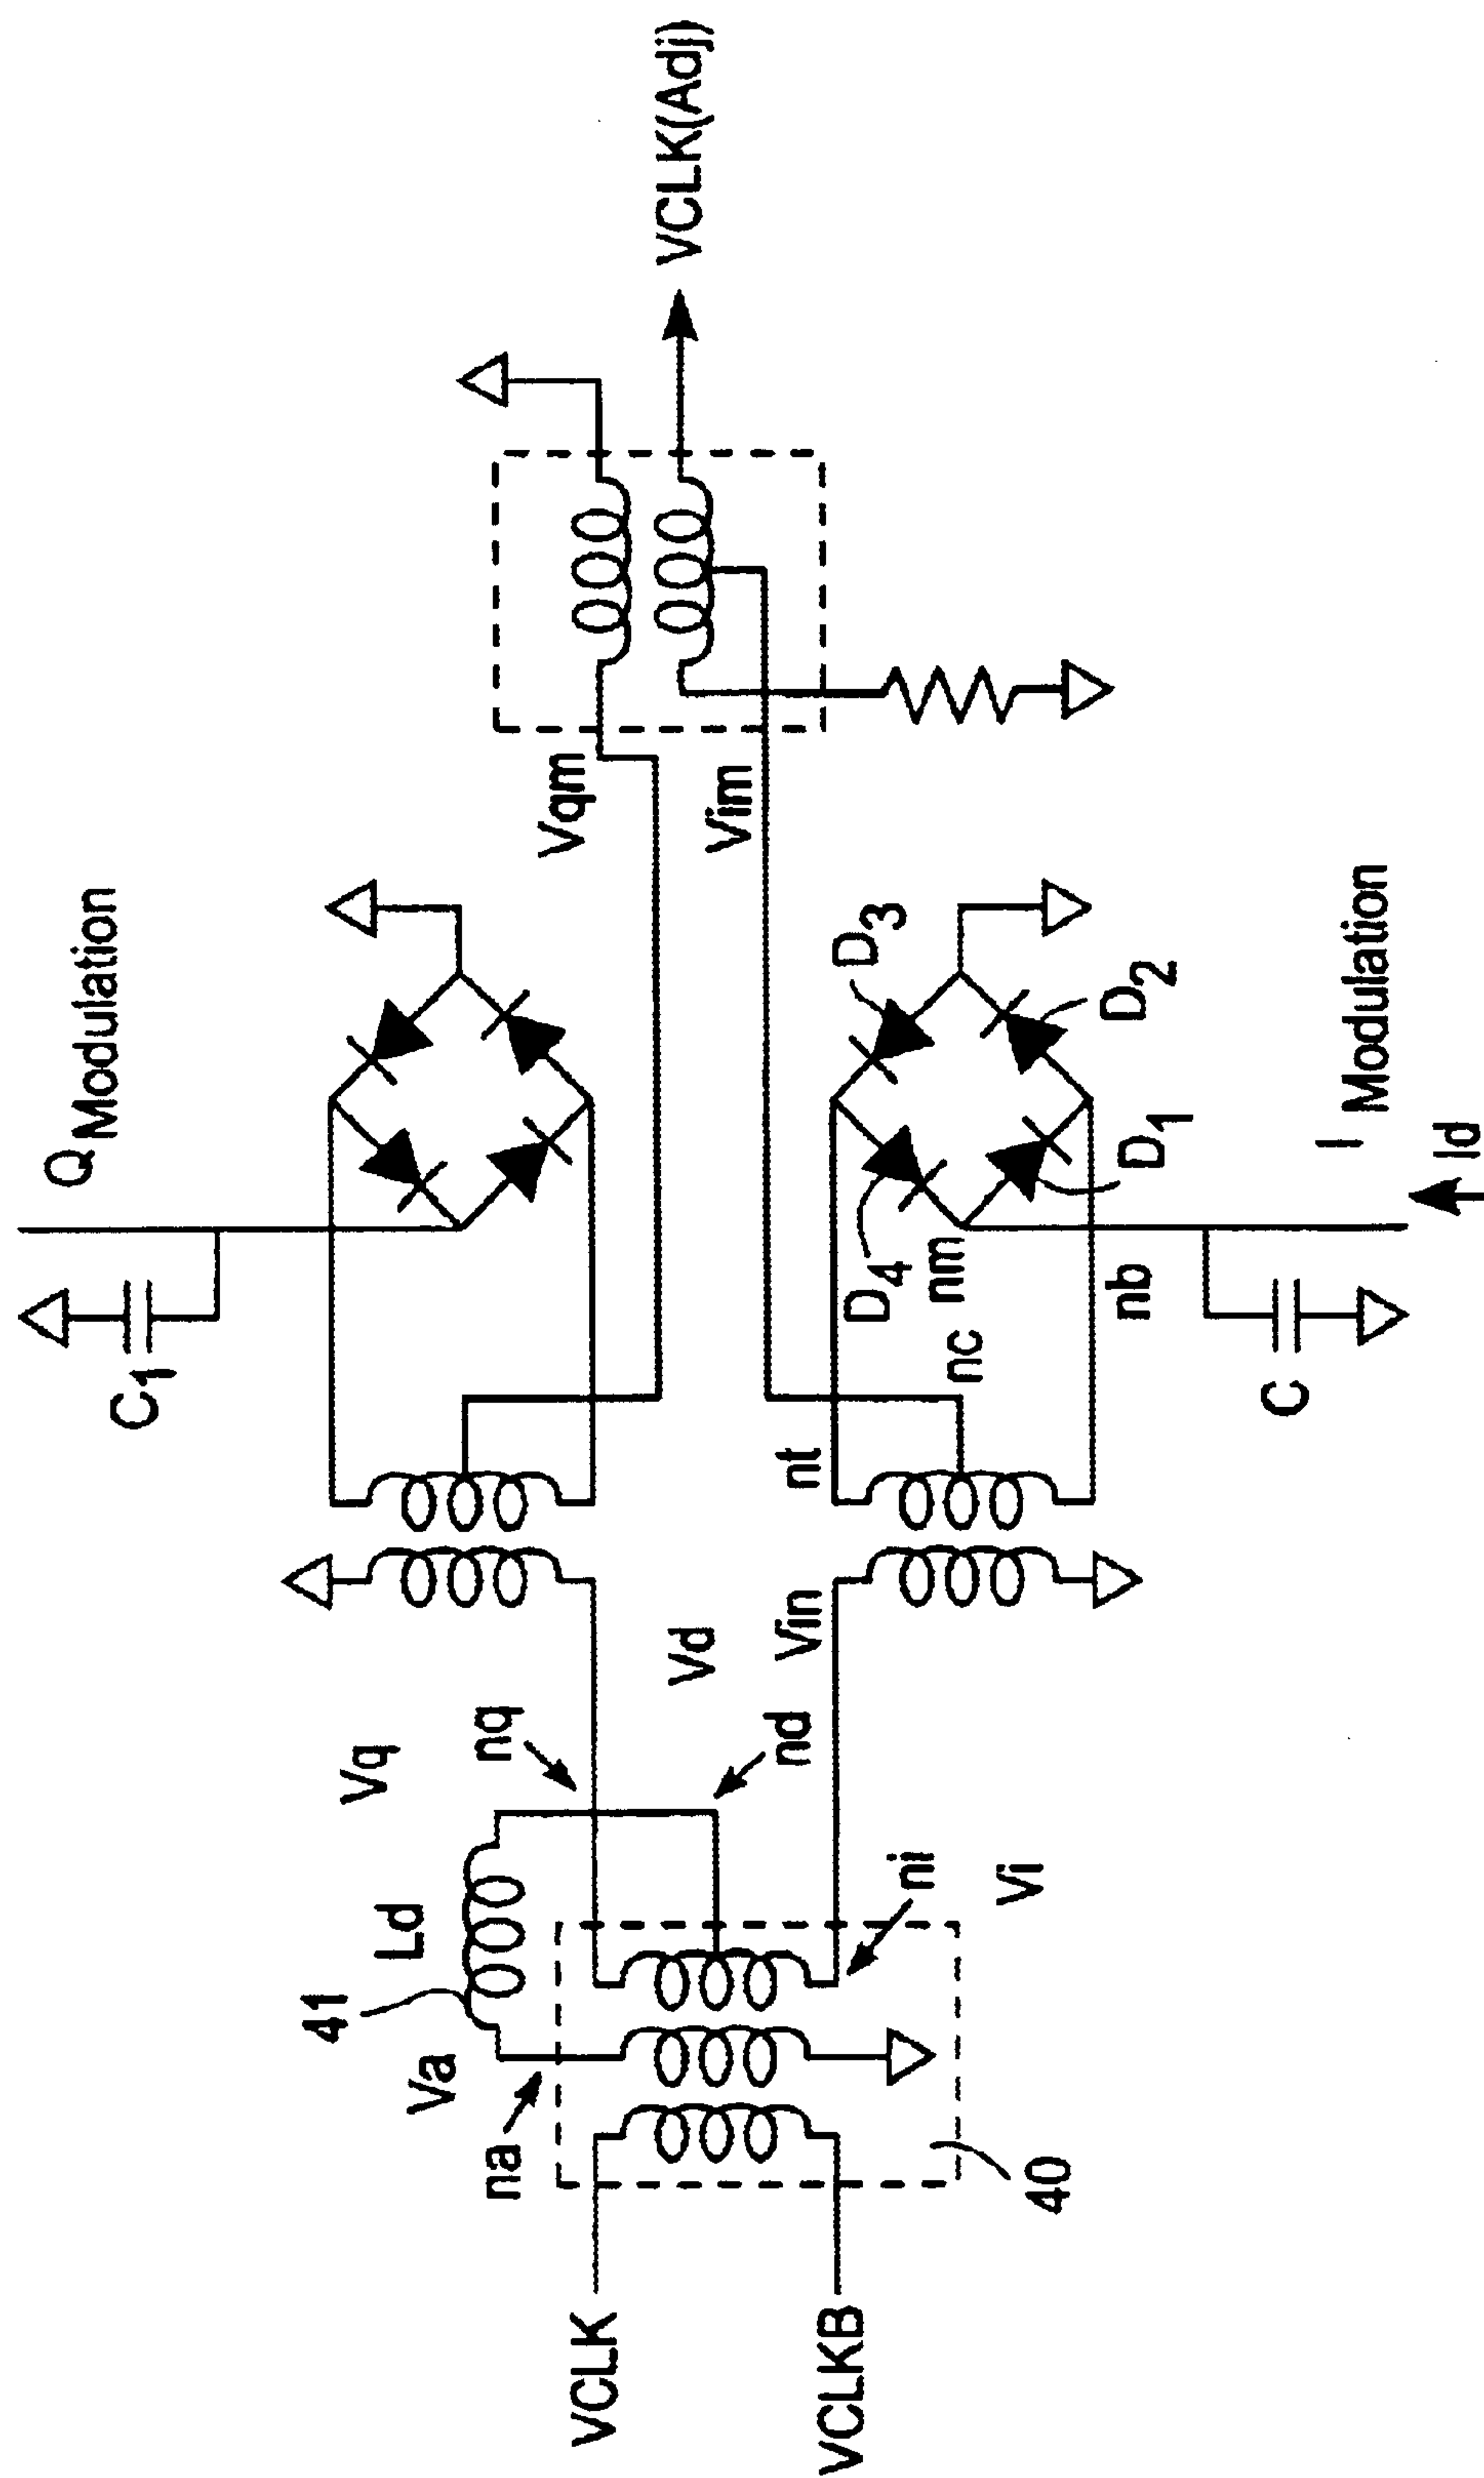 VCLK
VCLKB
40
na
Va
41
Ld
Vq
nq
nd
Vd
ni
Vi
Vin
nt
nc
nm
nb
C1
C
Q
Modulation
D4
D1
D3
D2
I
Modulation
Id
Vqm
Vim
VCLK(Adj)